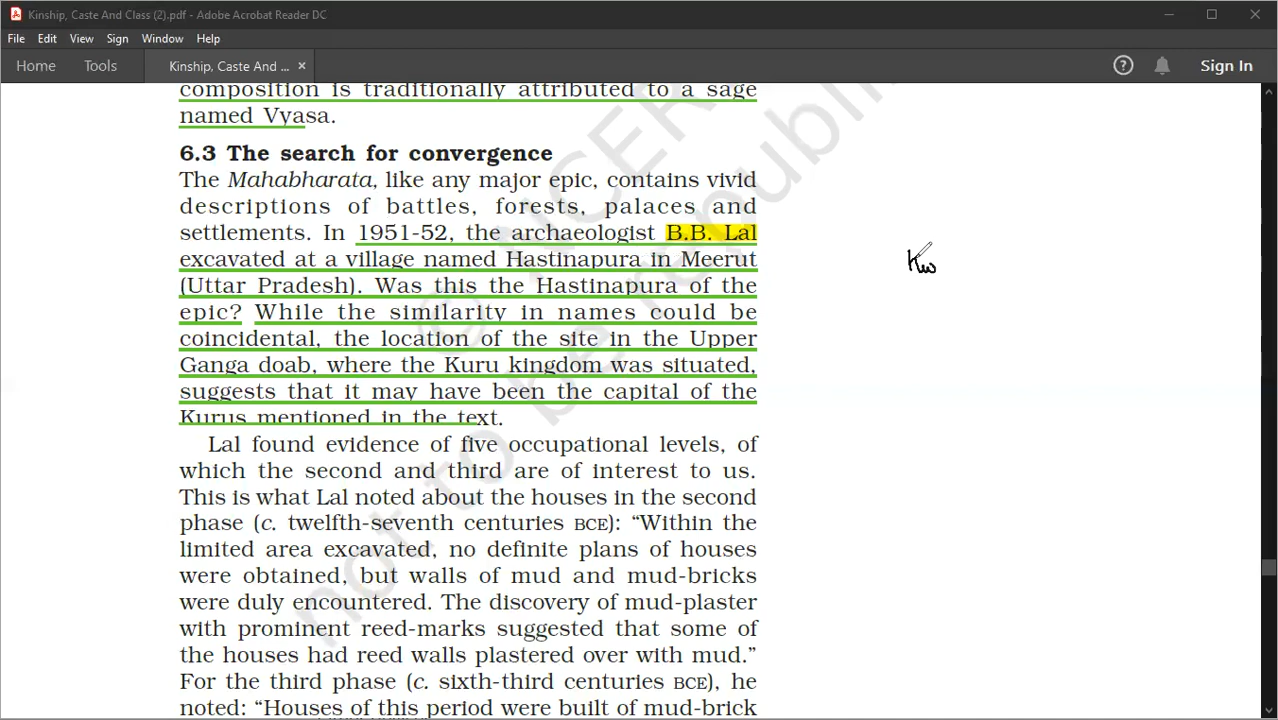 Kinship, Caste And Class (2).pdf - Adobe Acrobat Reader DC
File Edit View Sign Window Help
Home Tools Kinship, Caste And ... × Sign In
composition is traditionally attributed to a sage
named Vyasa.
6.3 The search for convergence
The Mahabharata, like any major epic, contains vivid
descriptions of battles, forests, palaces and
settlements. In 1951-52, the archaeologist B.B. Lal
excavated at a village named Hastinapura in Meerut
(Uttar Pradesh). Was this the Hastinapura of the
epic? While the similarity in names could be
coincidental, the location of the site in the Upper
Ganga doab, where the Kuru kingdom was situated,
suggests that it may have been the capital of the
Kurus mentioned in the text.
Lal found evidence of five occupational levels, of
which the second and third are of interest to us.
This is what Lal noted about the houses in the second
phase (c. twelfth-seventh centuries BCE): “Within the
limited area excavated, no definite plans of houses
were obtained, but walls of mud and mud-bricks
were duly encountered. The discovery of mud-plaster
with prominent reed-marks suggested that some of
the houses had reed walls plastered over with mud.”
For the third phase (c. sixth-third centuries BCE), he
noted: “Houses of this period were built of mud-brick
© NCER
not to be republi